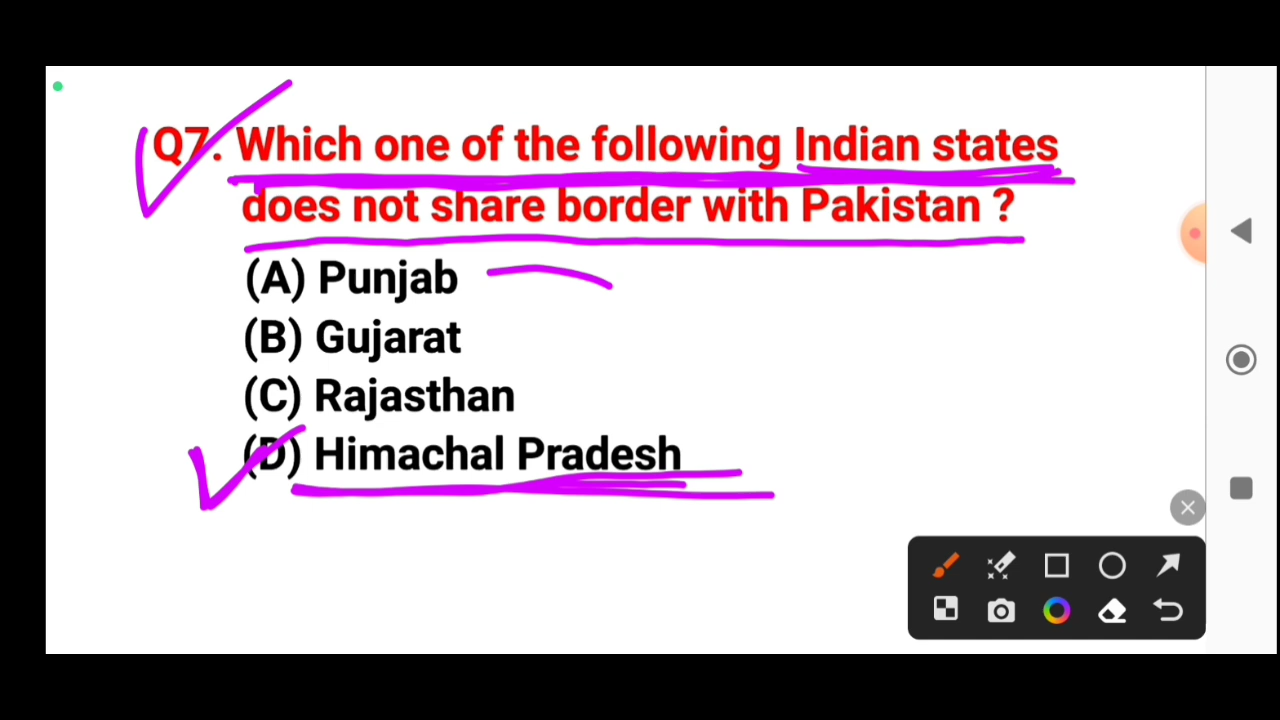 Q7. Which one of the following Indian states
does not share border with Pakistan ?
(A) Punjab
(B) Gujarat
(C) Rajasthan
(D) Himachal Pradesh